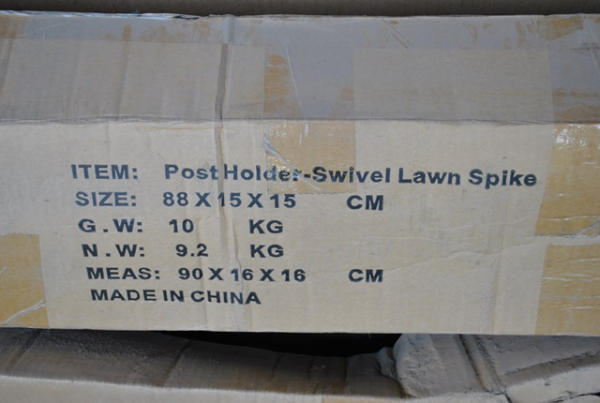 ITEM: Post Holder-Swivel Lawn Spike
SIZE: 88 X 15 X 15 CM
G.W: 10 KG
N.W: 9.2 KG
MEAS: 90 X 16 X 16 CM
MADE IN CHINA